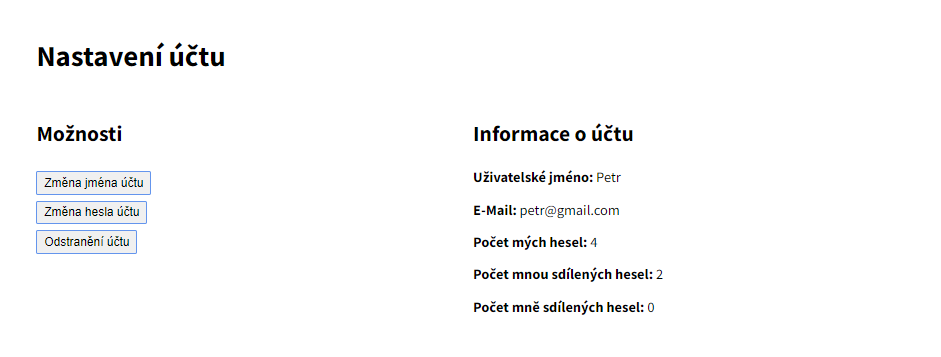 Nastavení účtu
Možnosti
Změna jména účtu
Změna hesla účtu
Odstranění účtu
Informace o účtu
Uživatelské jméno: Petr
E-Mail: petr@gmail.com
Počet mých hesel: 4
Počet mnou sdílených hesel: 2
Počet mně sdílených hesel: 0